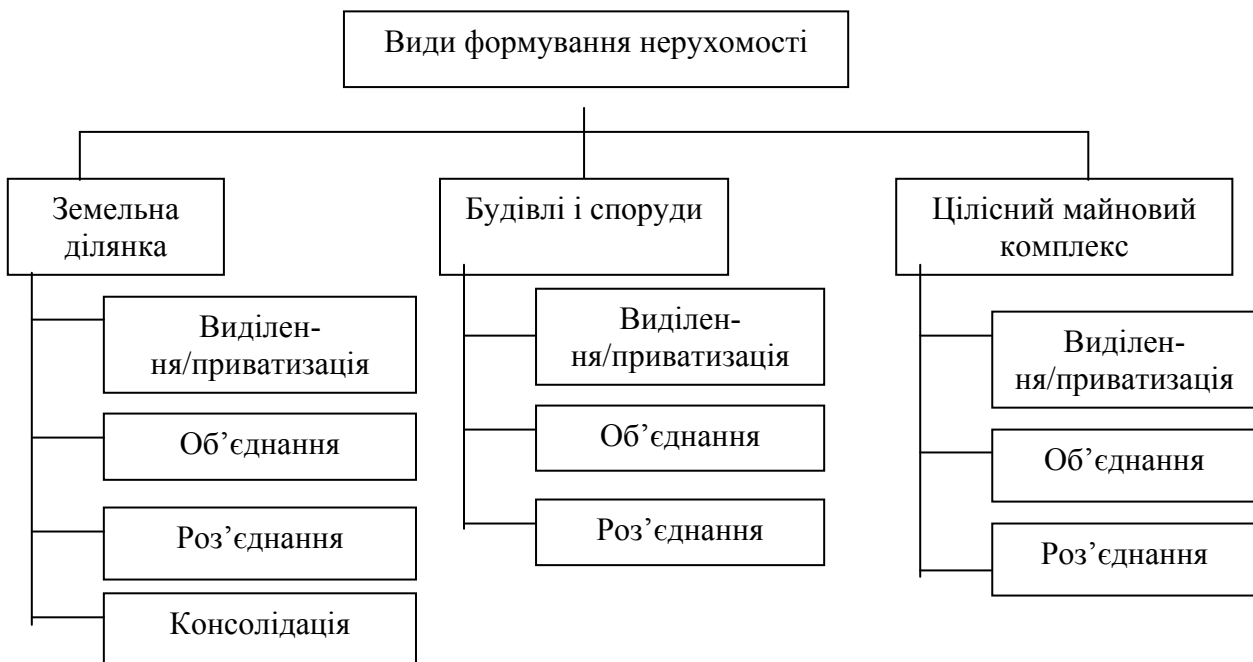 Види формування нерухомості
Земельна
ділянка
Виділен-
ня/приватизація
Об’єднання
Роз’єднання
Консолідація
Будівлі і споруди
Виділен-
ня/приватизація
Об’єднання
Роз’єднання
Цілісний майновий
комплекс
Виділен-
ня/приватизація
Об’єднання
Роз’єднання